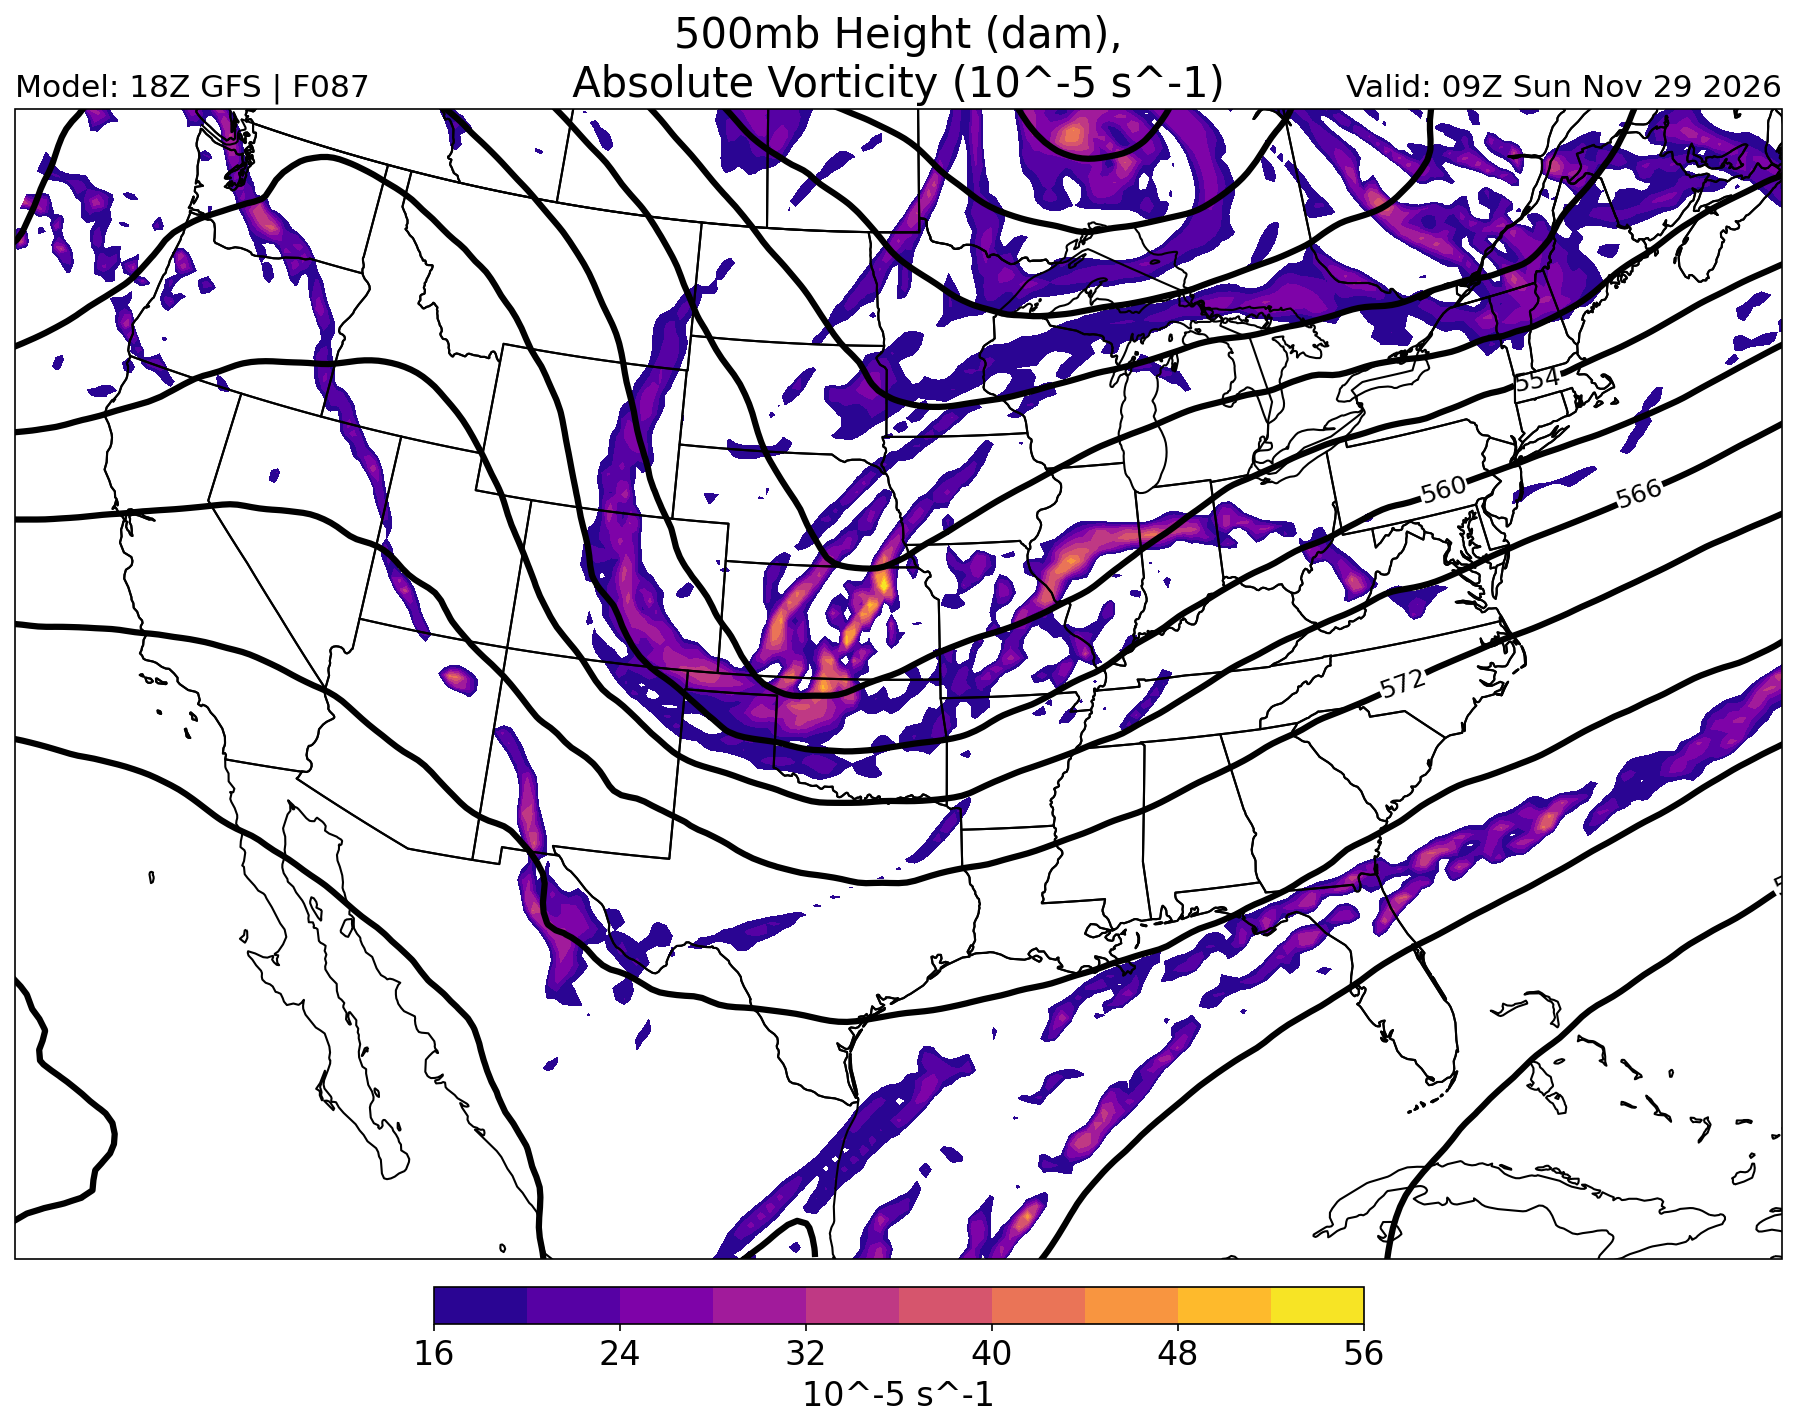 500mb Height (dam),
Model: 18Z GFS | F087
Absolute Vorticity (10^-5 s^-1)
Valid: 09Z Sun Nov 29 2026
554
560
566
572
16 24 32 40 48 56
10^-5 s^-1